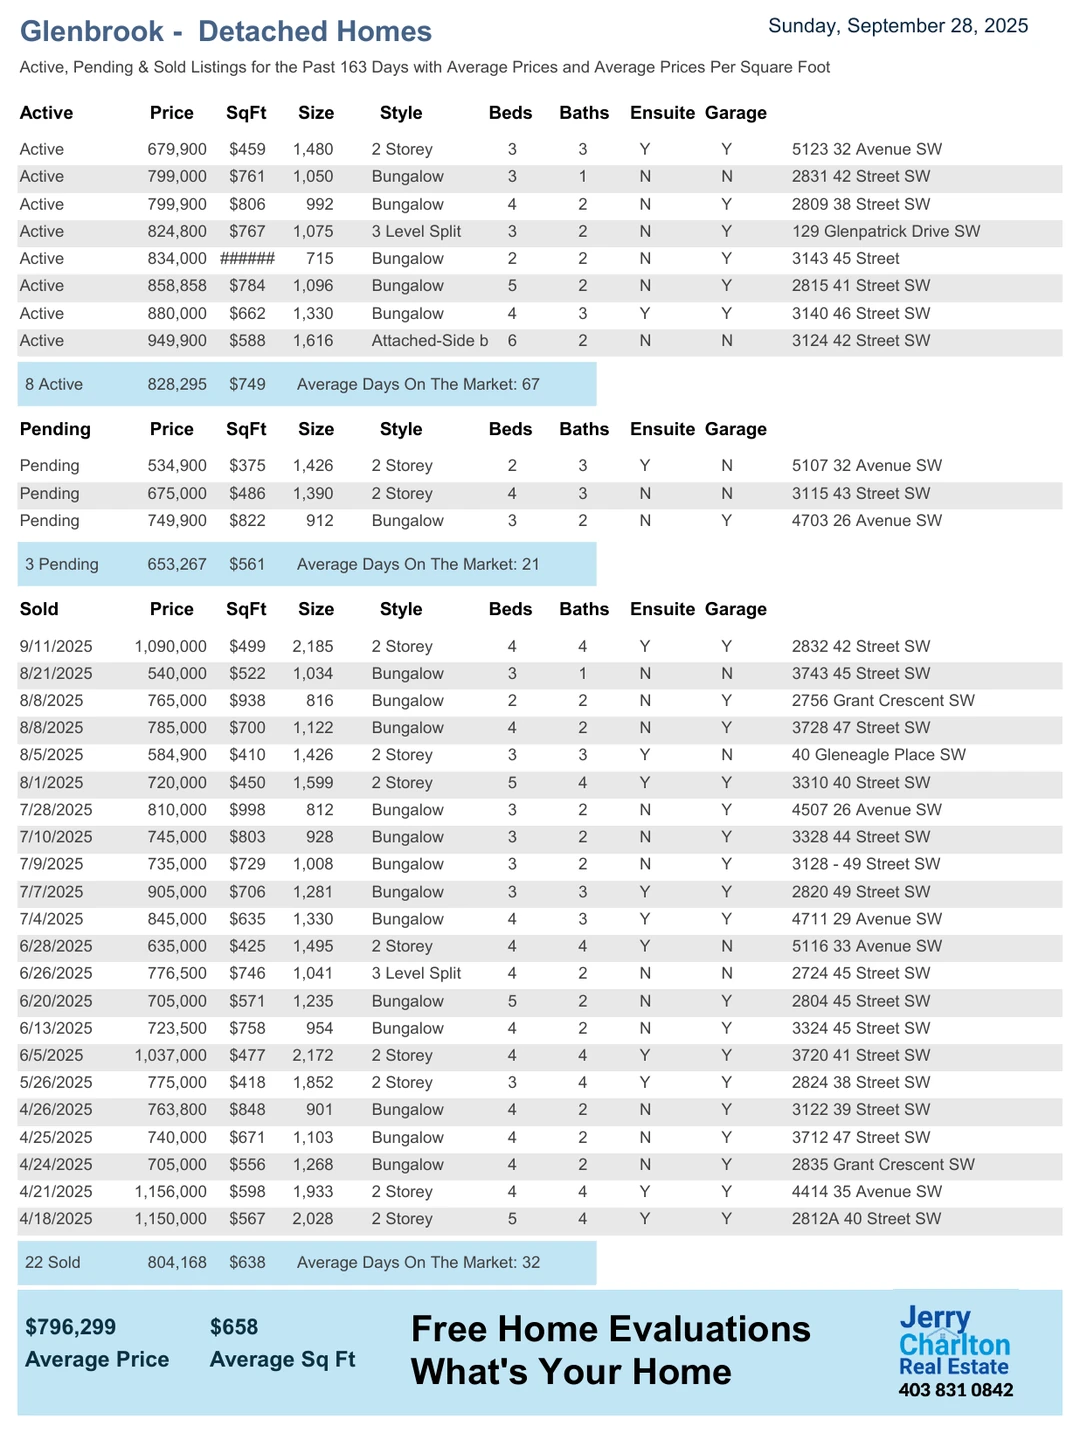 Glenbrook - Detached Homes
Sunday, September 28, 2025
Active, Pending & Sold Listings for the Past 163 Days with Average Prices and Average Prices Per Square Foot
Active Price SqFt Size Style Beds Baths Ensuite Garage
Active 679,900 $459 1,480 2 Storey 3 3 Y Y 5123 32 Avenue SW
Active 799,000 $761 1,050 Bungalow 3 1 N N 2831 42 Street SW
Active 799,900 $806 992 Bungalow 4 2 N Y 2809 38 Street SW
Active 824,800 $767 1,075 3 Level Split 3 2 N Y 129 Glenpatrick Drive SW
Active 834,000 ###### 715 Bungalow 2 2 N Y 3143 45 Street
Active 858,858 $784 1,096 Bungalow 5 2 N Y 2815 41 Street SW
Active 880,000 $662 1,330 Bungalow 4 3 Y Y 3140 46 Street SW
Active 949,900 $588 1,616 Attached-Side b 6 2 N N 3124 42 Street SW
8 Active 828,295 $749 Average Days On The Market: 67
Pending Price SqFt Size Style Beds Baths Ensuite Garage
Pending 534,900 $375 1,426 2 Storey 2 3 Y N 5107 32 Avenue SW
Pending 675,000 $486 1,390 2 Storey 4 3 N N 3115 43 Street SW
Pending 749,900 $822 912 Bungalow 3 2 N Y 4703 26 Avenue SW
3 Pending 653,267 $561 Average Days On The Market: 21
Sold Price SqFt Size Style Beds Baths Ensuite Garage
9/11/2025 1,090,000 $499 2,185 2 Storey 4 4 Y Y 2832 42 Street SW
8/21/2025 540,000 $522 1,034 Bungalow 3 1 N N 3743 45 Street SW
8/8/2025 765,000 $938 816 Bungalow 2 2 N Y 2756 Grant Crescent SW
8/8/2025 785,000 $700 1,122 Bungalow 4 2 N Y 3728 47 Street SW
8/5/2025 584,900 $410 1,426 2 Storey 3 3 Y N 40 Gleneagle Place SW
8/1/2025 720,000 $450 1,599 2 Storey 5 4 Y Y 3310 40 Street SW
7/28/2025 810,000 $998 812 Bungalow 3 2 N Y 4507 26 Avenue SW
7/10/2025 745,000 $803 928 Bungalow 3 2 N Y 3328 44 Street SW
7/9/2025 735,000 $729 1,008 Bungalow 3 2 N Y 3128 - 49 Street SW
7/7/2025 905,000 $706 1,281 Bungalow 3 3 Y Y 2820 49 Street SW
7/4/2025 845,000 $635 1,330 Bungalow 4 3 Y Y 4711 29 Avenue SW
6/28/2025 635,000 $425 1,495 2 Storey 4 4 Y N 5116 33 Avenue SW
6/26/2025 776,500 $746 1,041 3 Level Split 4 2 N N 2724 45 Street SW
6/20/2025 705,000 $571 1,235 Bungalow 5 2 N Y 2804 45 Street SW
6/13/2025 723,500 $758 954 Bungalow 4 2 N Y 3324 45 Street SW
6/5/2025 1,037,000 $477 2,172 2 Storey 4 4 Y Y 3720 41 Street SW
5/26/2025 775,000 $418 1,852 2 Storey 3 4 Y Y 2824 38 Street SW
4/26/2025 763,800 $848 901 Bungalow 4 2 N Y 3122 39 Street SW
4/25/2025 740,000 $671 1,103 Bungalow 4 2 N Y 3712 47 Street SW
4/24/2025 705,000 $556 1,268 Bungalow 4 2 N Y 2835 Grant Crescent SW
4/21/2025 1,156,000 $598 1,933 2 Storey 4 4 Y Y 4414 35 Avenue SW
4/18/2025 1,150,000 $567 2,028 2 Storey 5 4 Y Y 2812A 40 Street SW
22 Sold 804,168 $638 Average Days On The Market: 32
$796,299 $658
Average Price Average Sq Ft
Free Home Evaluations
What's Your Home
Jerry
Charlton
Real Estate
403 831 0842